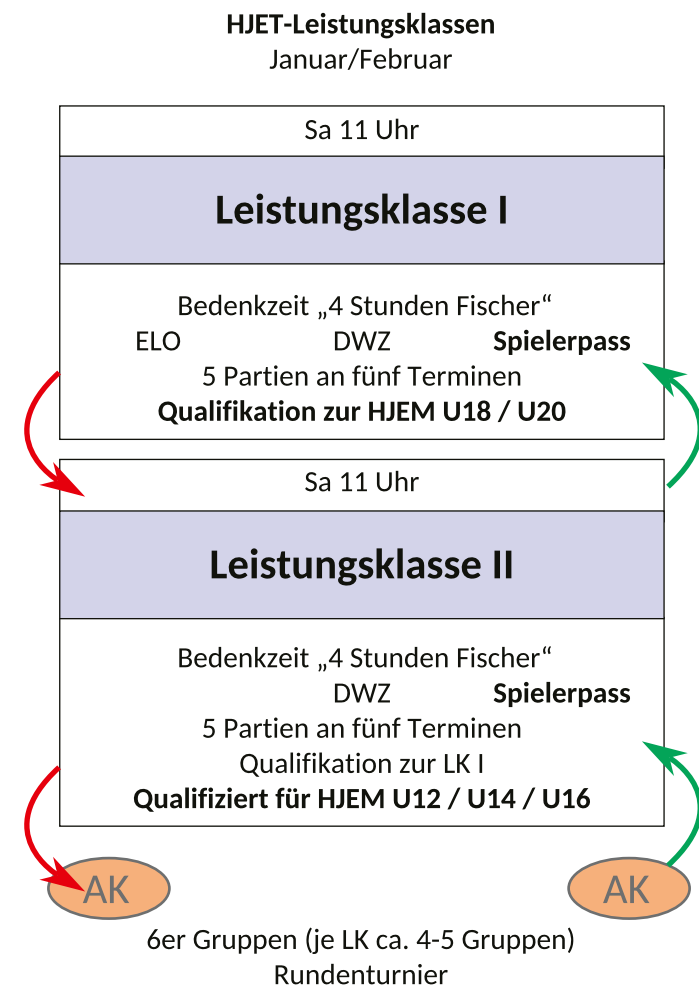 HJET-Leistungsklassen
Januar/Februar
Sa 11 Uhr
Leistungsklasse I
Bedenkzeit „4 Stunden Fischer“
ELO DWZ Spielerpass
5 Partien an fünf Terminen
Qualifikation zur HJEM U18 / U20
Sa 11 Uhr
Leistungsklasse II
Bedenkzeit „4 Stunden Fischer“
DWZ Spielerpass
5 Partien an fünf Terminen
Qualifikation zur LK I
Qualifiziert für HJEM U12 / U14 / U16
AK AK
6er Gruppen (je LK ca. 4-5 Gruppen)
Rundenturnier